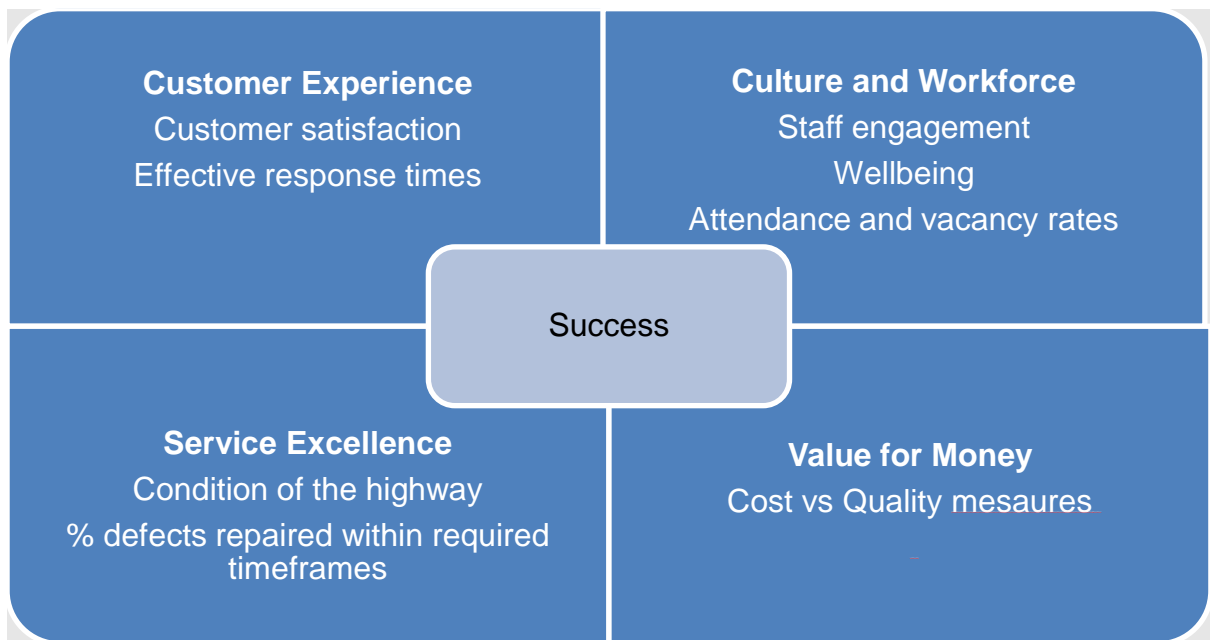 Customer Experience
Customer satisfaction
Effective response times
Culture and Workforce
Staff engagement
Wellbeing
Attendance and vacancy rates
Success
Service Excellence
Condition of the highway
% defects repaired within required
timeframes
Value for Money
Cost vs Quality mesaures